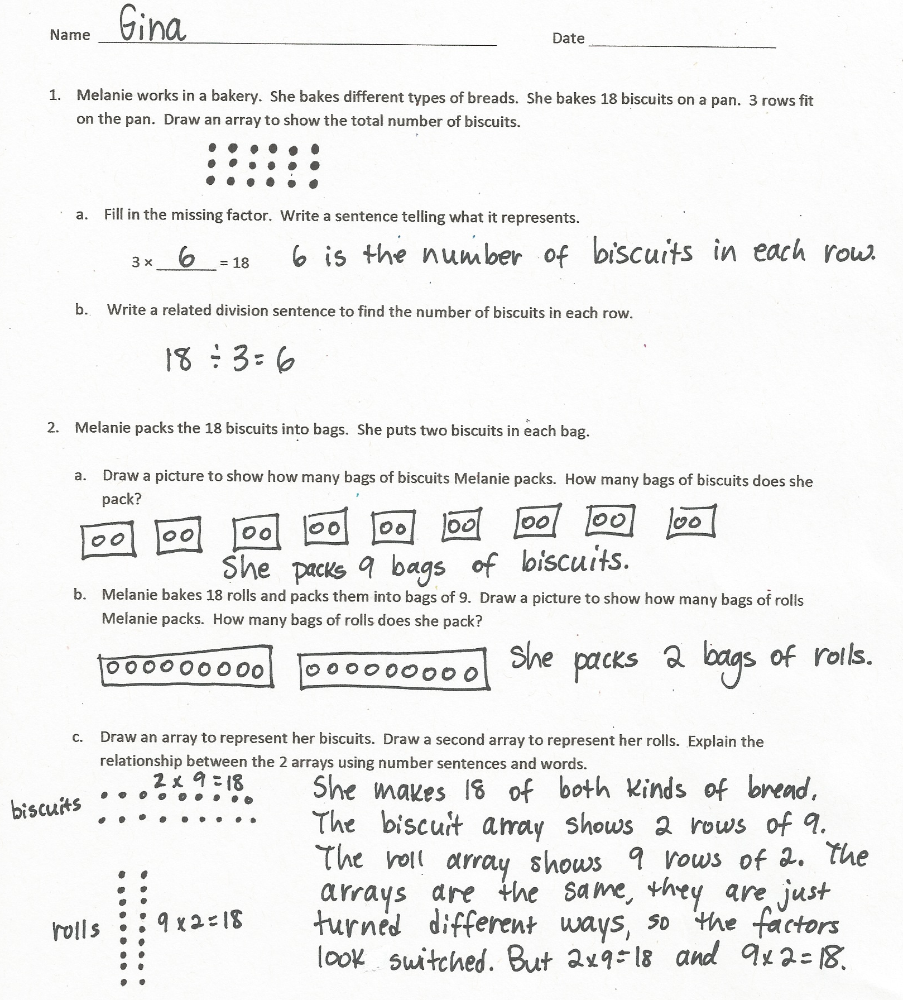 Name Gina Date
1. Melanie works in a bakery. She bakes different types of breads. She bakes 18 biscuits on a pan. 3 rows fit
on the pan. Draw an array to show the total number of biscuits.
a. Fill in the missing factor. Write a sentence telling what it represents.
3 x 6 = 18 6 is the number of biscuits in each row.
b. Write a related division sentence to find the number of biscuits in each row.
18 ÷ 3 = 6
2. Melanie packs the 18 biscuits into bags. She puts two biscuits in each bag.
a. Draw a picture to show how many bags of biscuits Melanie packs. How many bags of biscuits does she
pack?
She packs 9 bags of biscuits.
b. Melanie bakes 18 rolls and packs them into bags of 9. Draw a picture to show how many bags of rolls
Melanie packs. How many bags of rolls does she pack?
She packs 2 bags of rolls.
c. Draw an array to represent her biscuits. Draw a second array to represent her rolls. Explain the
relationship between the 2 arrays using number sentences and words.
2 x 9 = 18
biscuits
rolls
9 x 2 = 18
She makes 18 of both kinds of bread.
The biscuit array shows 2 rows of 9.
The roll array shows 9 rows of 2. The
arrays are the same, they are just
turned different ways, so the factors
look switched. But 2x9=18 and 9x2=18.